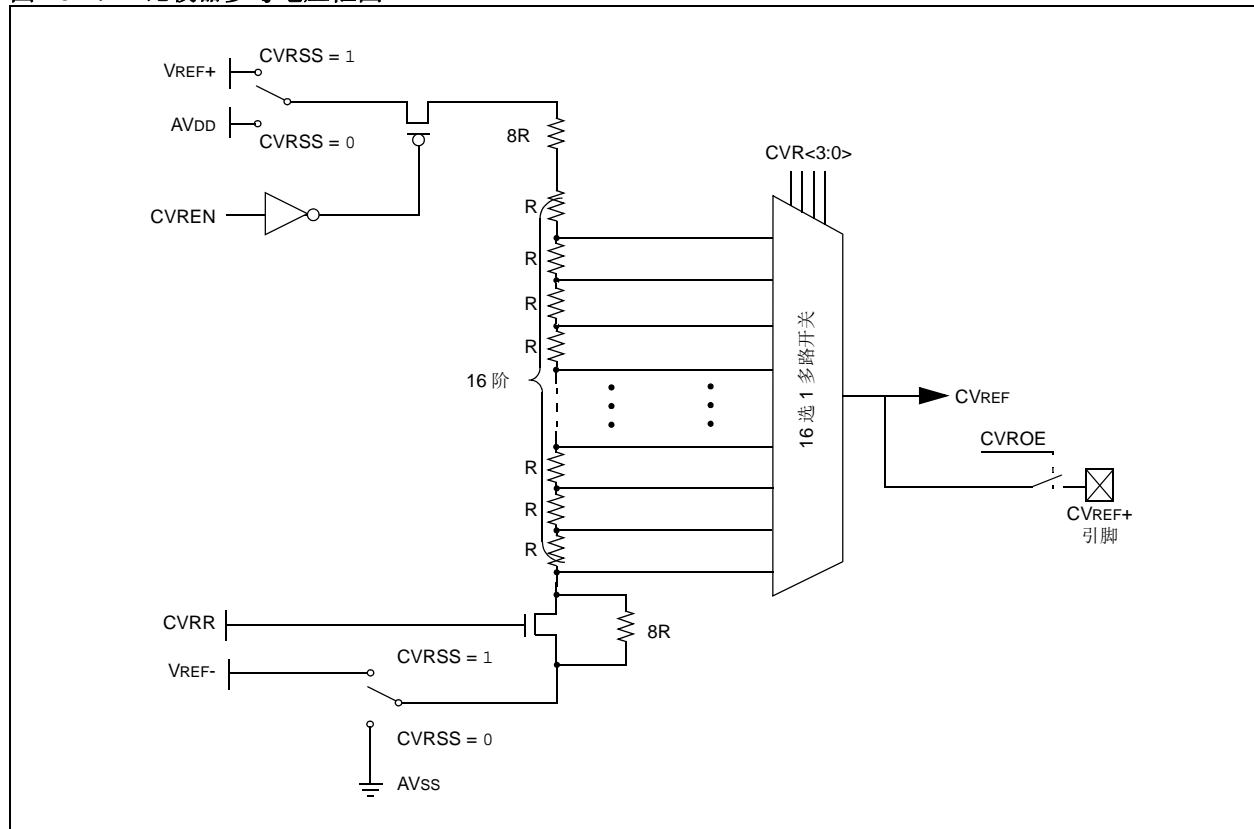 CVRSS = 1
VREF+
AVDD
CVRSS = 0
8R
CVR<3:0>
CVREN
R
R
R
R
16 阶
16 选 1 多路开关
CVREF
CVROE
R
R
R
CVREF+
引脚
CVRR
8R
CVRSS = 1
VREF-
CVRSS = 0
AVSS